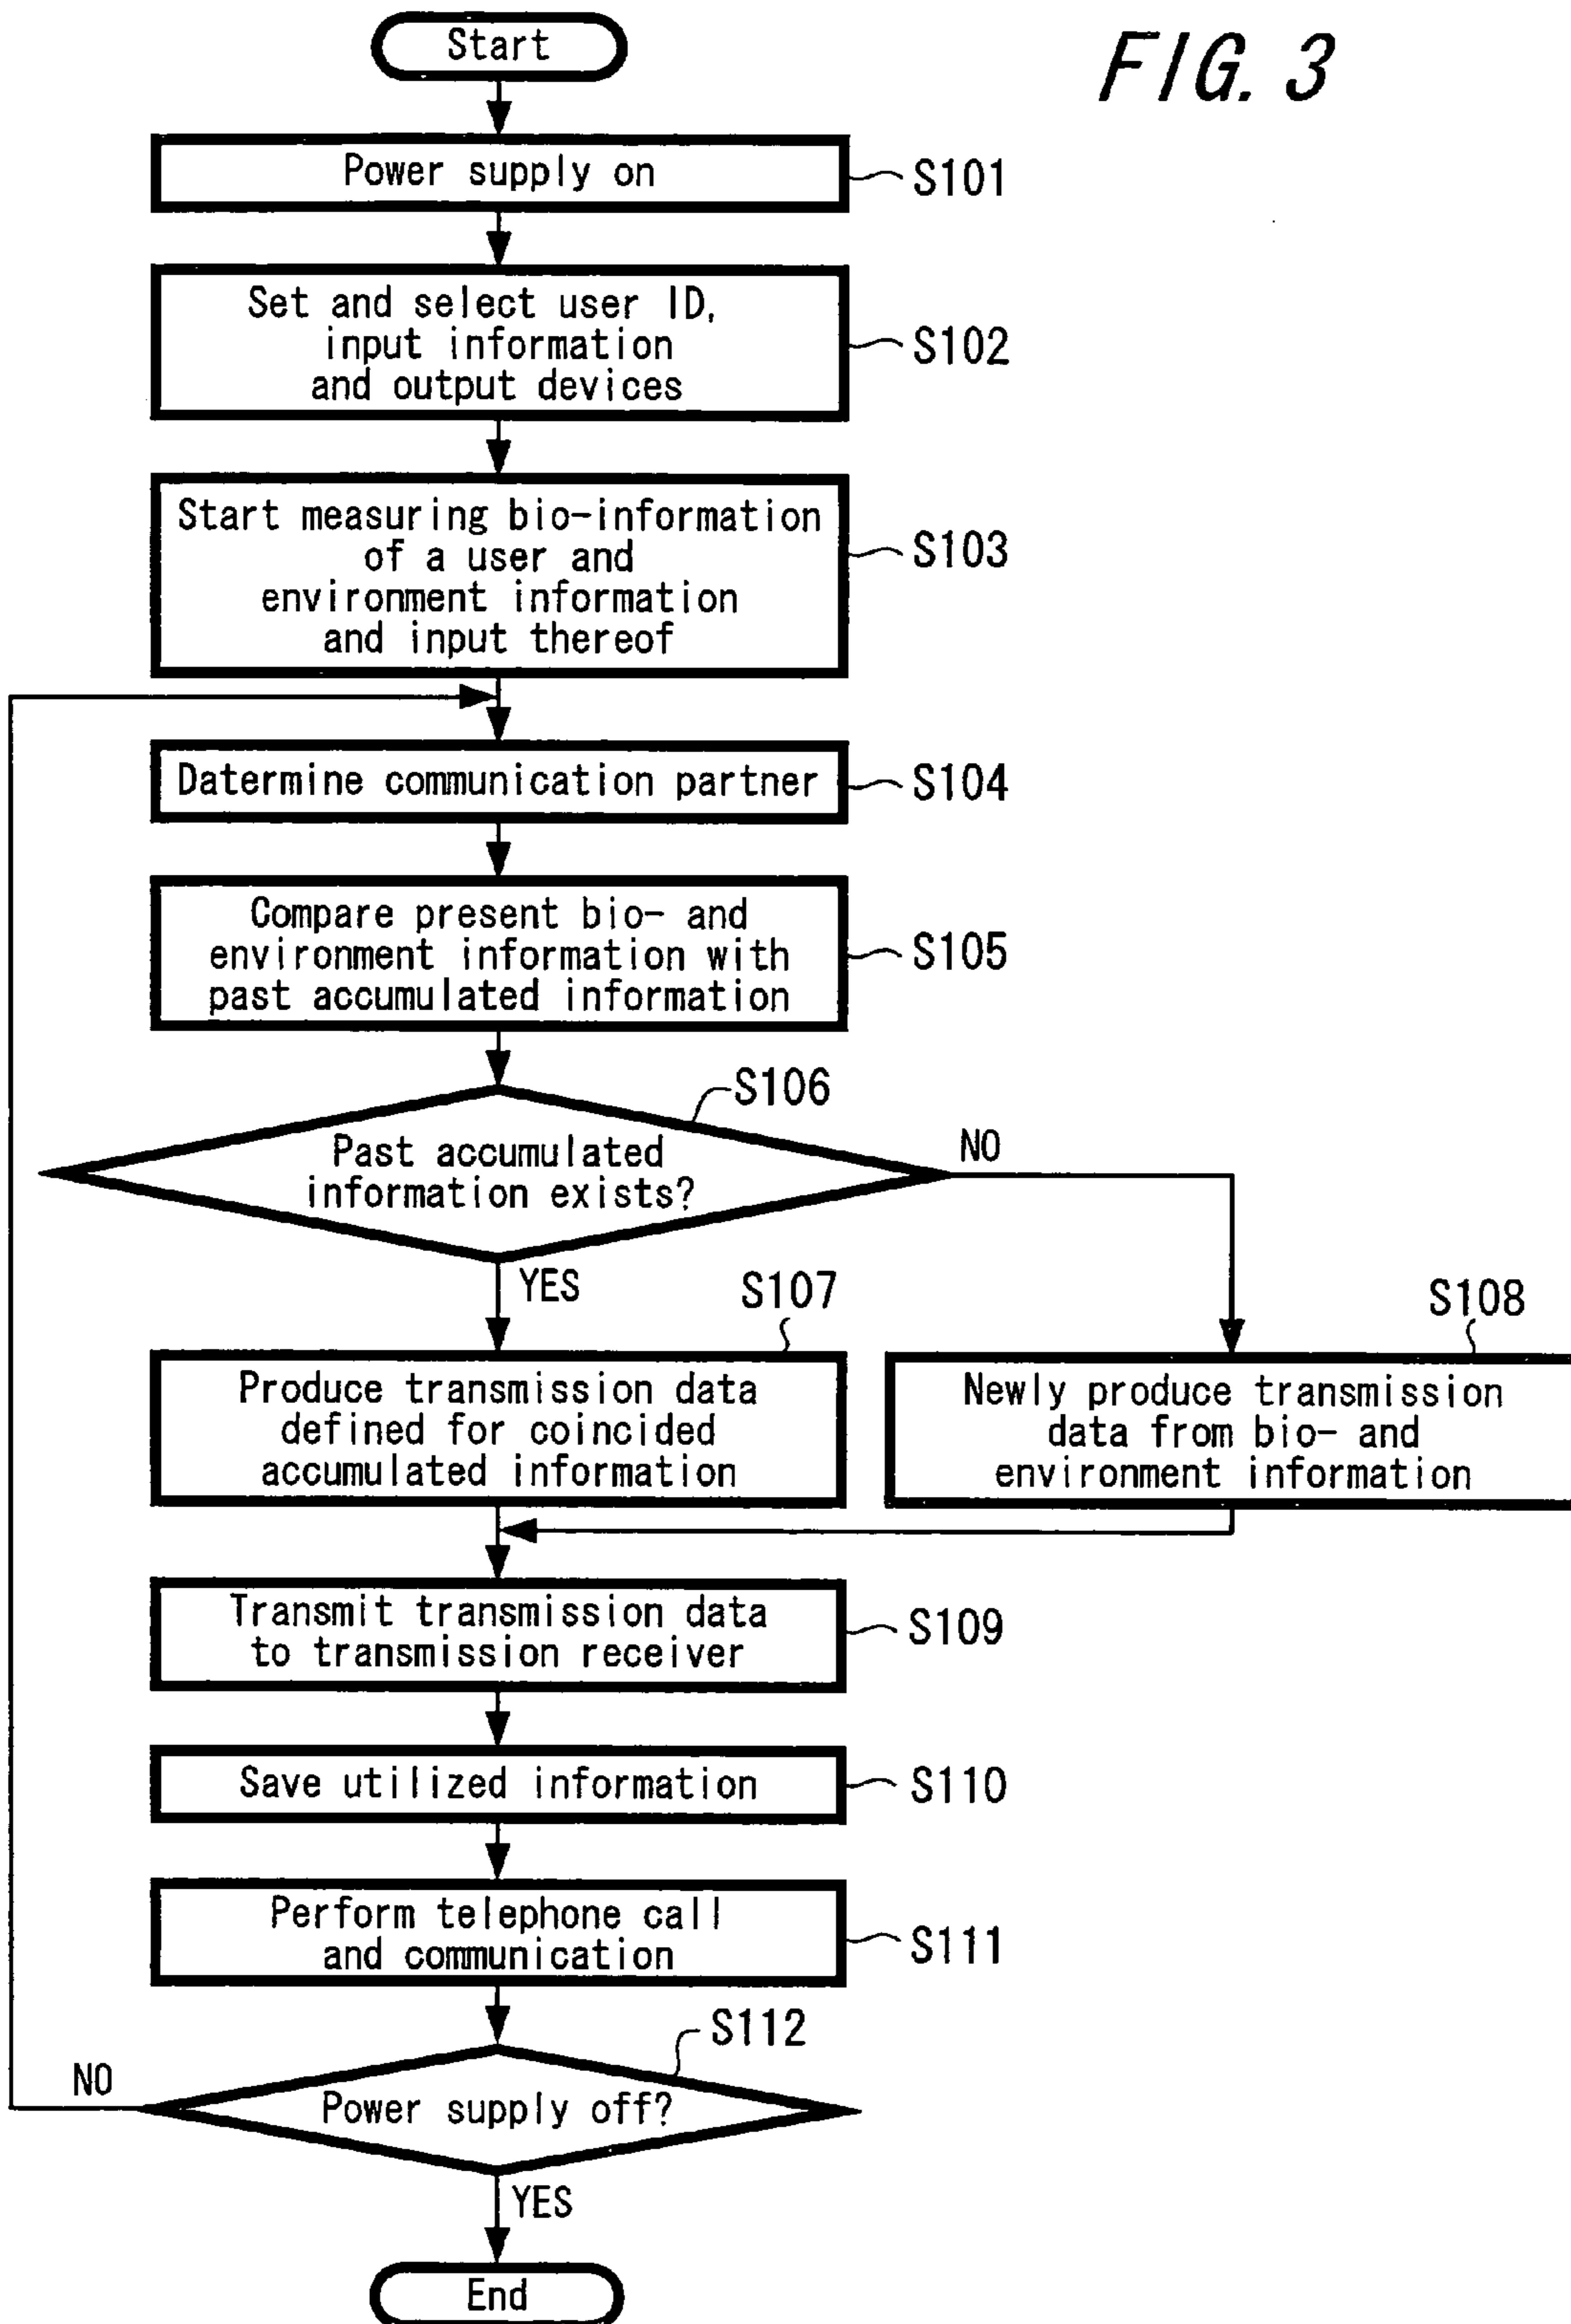 FIG. 3
Start
Power supply on
S101
Set and select user ID,
input information
and output devices
S102
Start measuring bio-information
of a user and
environment information
and input thereof
S103
Datermine communication partner
S104
Compare present bio- and
environment information with
past accumulated information
S105
S106
Past accumulated
information exists?
NO
YES
S107
Produce transmission data
defined for coincided
accumulated information
S108
Newly produce transmission
data from bio- and
environment information
Transmit transmission data
to transmission receiver
S109
Save utilized information
S110
Perform telephone call
and communication
S111
S112
Power supply off?
NO
YES
End